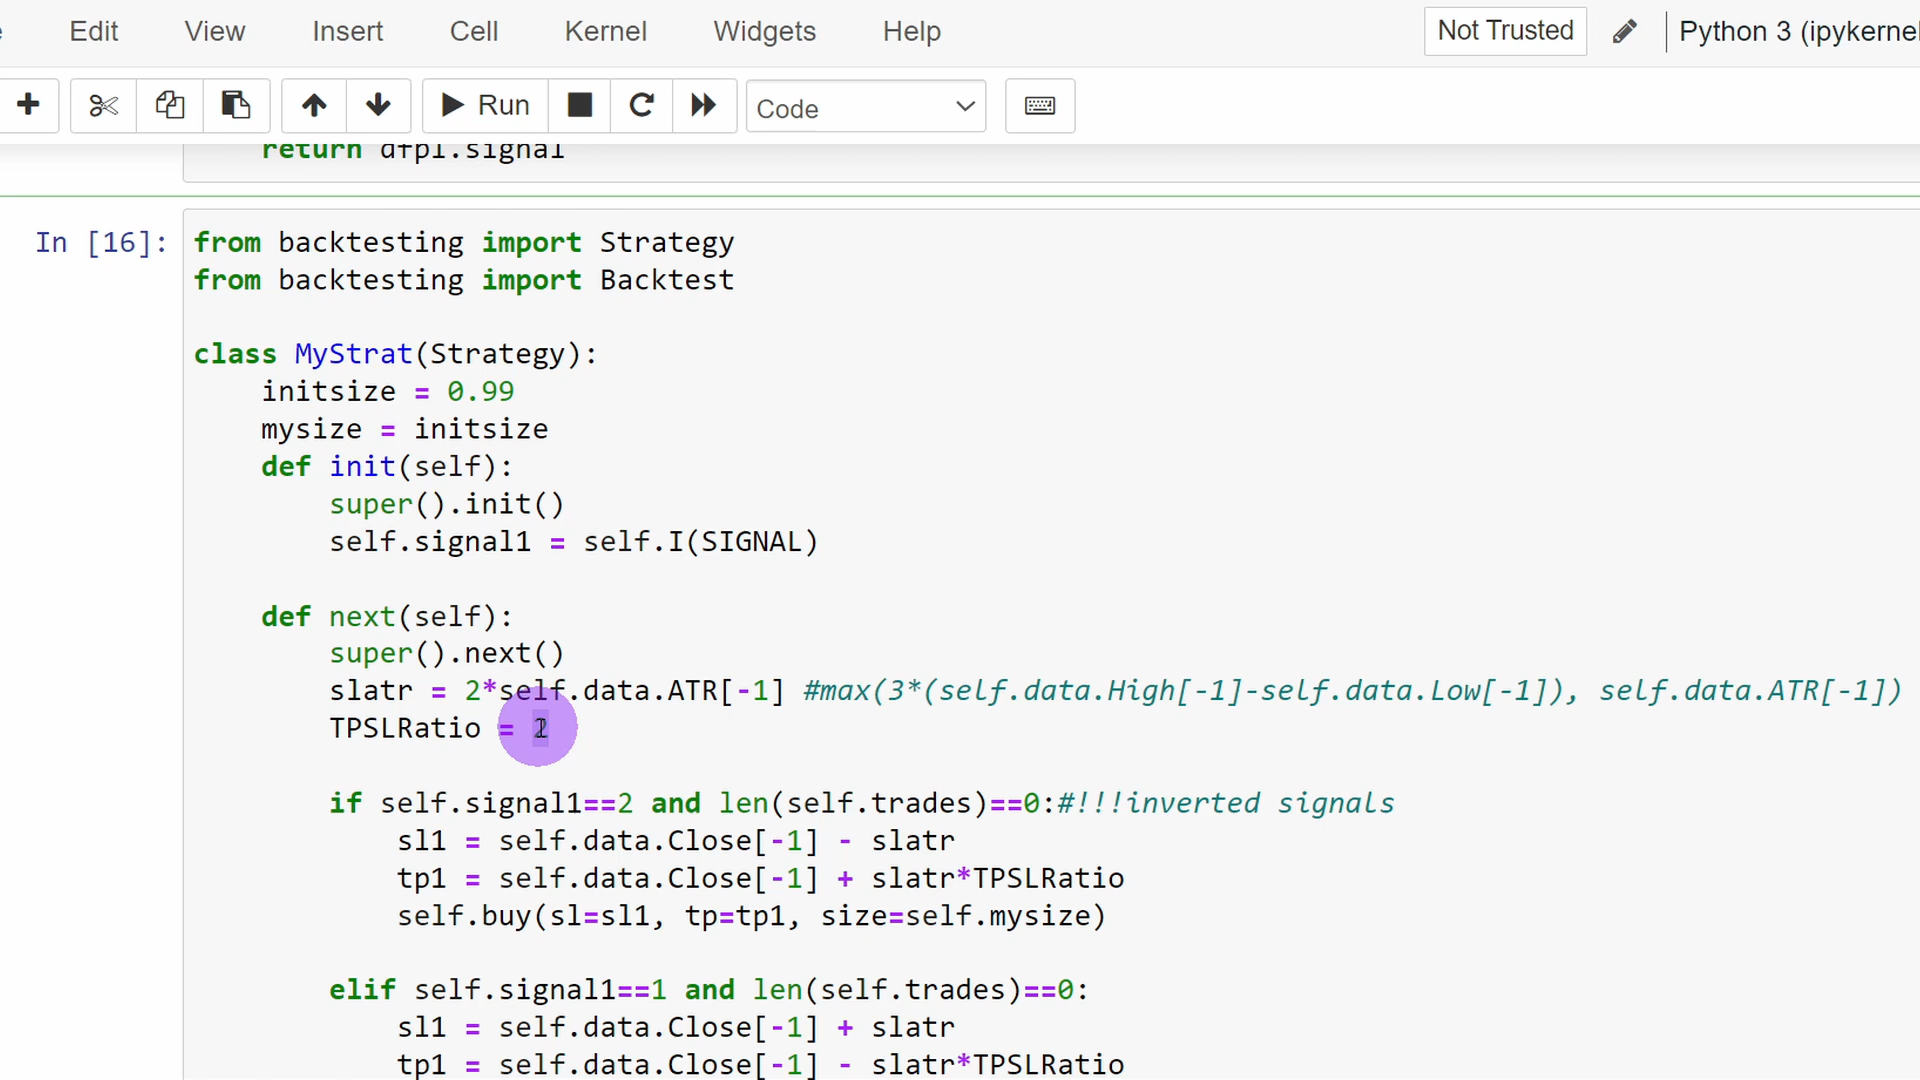 Edit View Insert Cell Kernel Widgets Help Not Trusted Python 3 (ipykernel
Run Code
return dfpl.signal
In [16]: from backtesting import Strategy
from backtesting import Backtest
class MyStrat(Strategy):
    initsize = 0.99
    mysize = initsize
    def init(self):
        super().init()
        self.signal1 = self.I(SIGNAL)
    def next(self):
        super().next()
        slatr = 2*self.data.ATR[-1] #max(3*(self.data.High[-1]-self.data.Low[-1]), self.data.ATR[-1])
        TPSLRatio = 2
        if self.signal1==2 and len(self.trades)==0:#!!!inverted signals
            sl1 = self.data.Close[-1] - slatr
            tp1 = self.data.Close[-1] + slatr*TPSLRatio
            self.buy(sl=sl1, tp=tp1, size=self.mysize)
        elif self.signal1==1 and len(self.trades)==0:
            sl1 = self.data.Close[-1] + slatr
            tp1 = self.data.Close[-1] - slatr*TPSLRatio